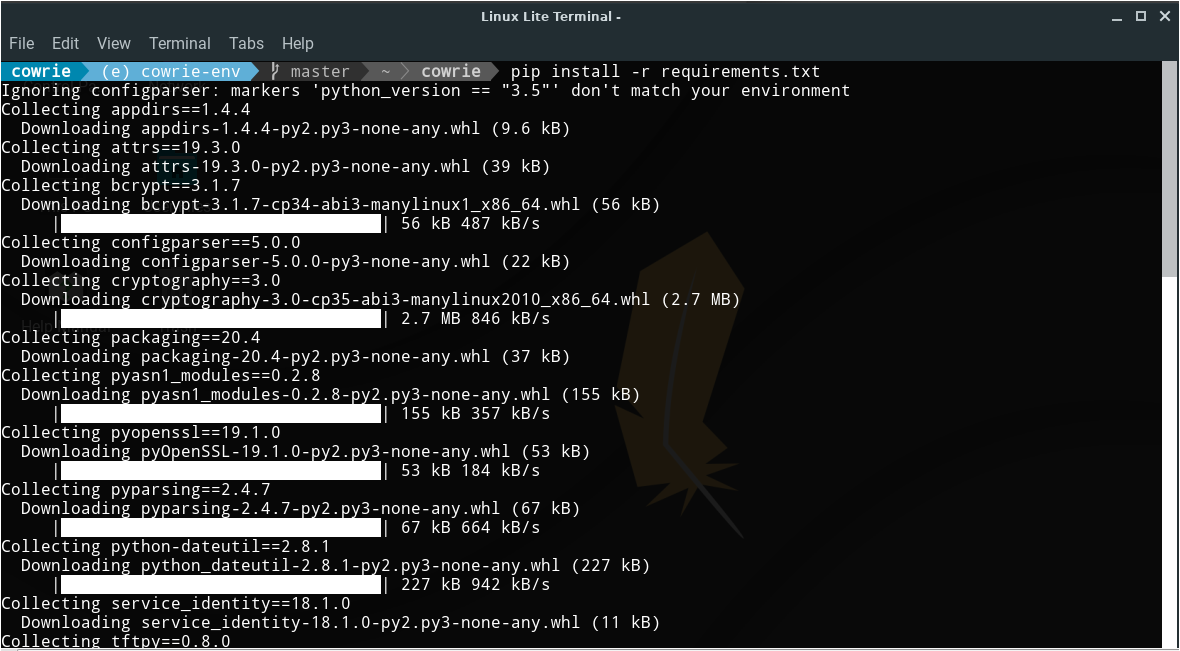 Linux Lite Terminal -
File Edit View Terminal Tabs Help
cowrie (e) cowrie-env master ~ cowrie pip install -r requirements.txt
Ignoring configparser: markers 'python_version == "3.5"' don't match your environment
Collecting appdirs==1.4.4
Downloading appdirs-1.4.4-py2.py3-none-any.whl (9.6 kB)
Collecting attrs==19.3.0
Downloading attrs-19.3.0-py2.py3-none-any.whl (39 kB)
Collecting bcrypt==3.1.7
Downloading bcrypt-3.1.7-cp34-abi3-manylinux1_x86_64.whl (56 kB)
| | 56 kB 487 kB/s
Collecting configparser==5.0.0
Downloading configparser-5.0.0-py3-none-any.whl (22 kB)
Collecting cryptography==3.0
Downloading cryptography-3.0-cp35-abi3-manylinux2010_x86_64.whl (2.7 MB)
| | 2.7 MB 846 kB/s
Collecting packaging==20.4
Downloading packaging-20.4-py2.py3-none-any.whl (37 kB)
Collecting pyasn1_modules==0.2.8
Downloading pyasn1_modules-0.2.8-py2.py3-none-any.whl (155 kB)
| | 155 kB 357 kB/s
Collecting pyopenssl==19.1.0
Downloading pyOpenSSL-19.1.0-py2.py3-none-any.whl (53 kB)
| | 53 kB 184 kB/s
Collecting pyparsing==2.4.7
Downloading pyparsing-2.4.7-py2.py3-none-any.whl (67 kB)
| | 67 kB 664 kB/s
Collecting python-dateutil==2.8.1
Downloading python_dateutil-2.8.1-py2.py3-none-any.whl (227 kB)
| | 227 kB 942 kB/s
Collecting service_identity==18.1.0
Downloading service_identity-18.1.0-py2.py3-none-any.whl (11 kB)
Collecting tftpy==0.8.0